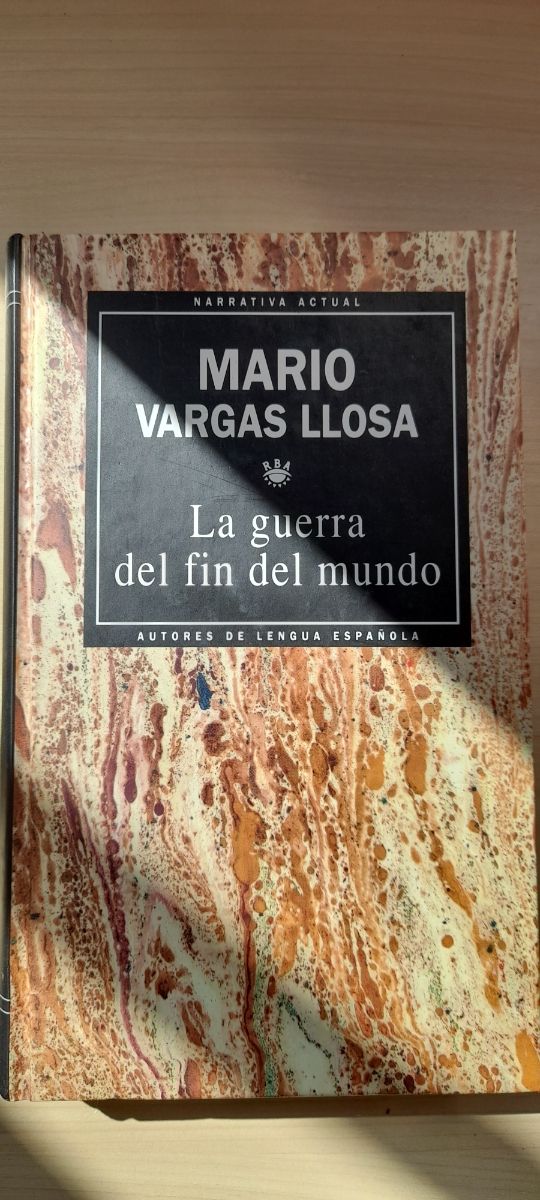 NARRATIVA ACTUAL
MARIO
VARGAS LLOSA
RBA
La guerra
del fin del mundo
AUTORES DE LENGUA ESPAÑOLA